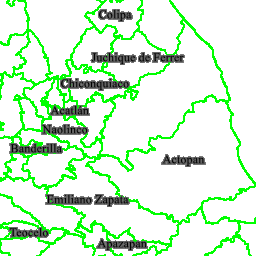 Colipa
Juchique de Ferrer
Chiconquiaco
Acatlán
Naolinco
Banderilla
Actopan
Emiliano Zapata
Teocelo
Apazapan